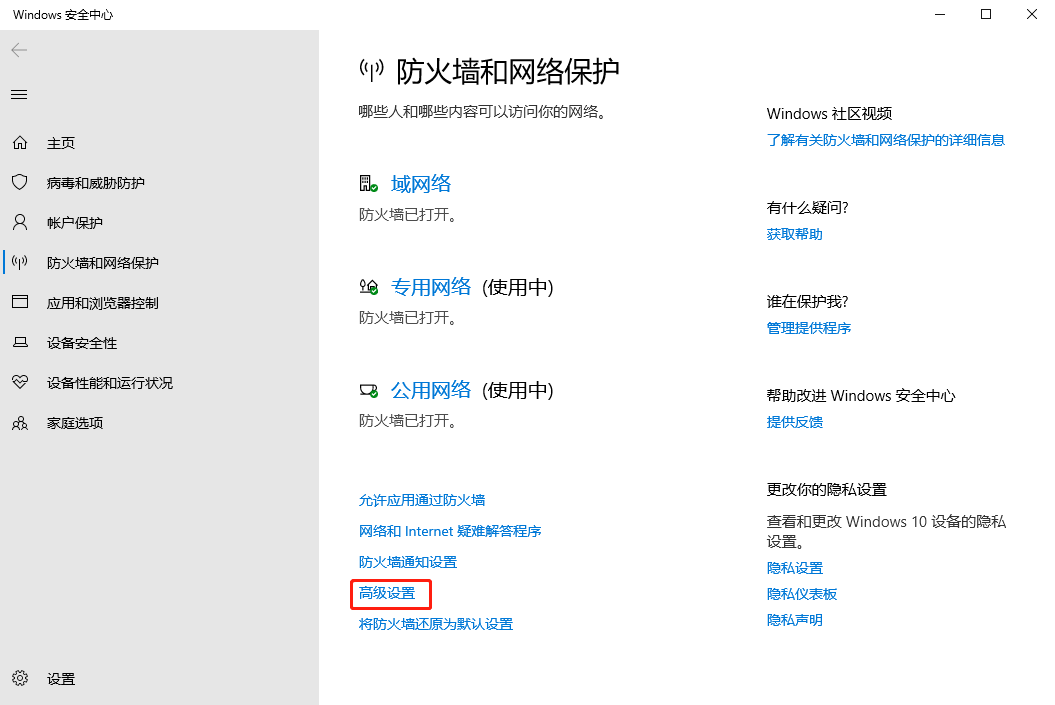 Windows 安全中心
主页
病毒和威胁防护
帐户保护
防火墙和网络保护
应用和浏览器控制
设备安全性
设备性能和运行状况
家庭选项
设置
防火墙和网络保护
哪些人和哪些内容可以访问你的网络。
域网络
防火墙已打开。
专用网络 (使用中)
防火墙已打开。
公用网络 (使用中)
防火墙已打开。
允许应用通过防火墙
网络和 Internet 疑难解答程序
防火墙通知设置
高级设置
将防火墙还原为默认设置
Windows 社区视频
了解有关防火墙和网络保护的详细信息
有什么疑问?
获取帮助
谁在保护我?
管理提供程序
帮助改进 Windows 安全中心
提供反馈
更改你的隐私设置
查看和更改 Windows 10 设备的隐私
设置。
隐私设置
隐私仪表板
隐私声明